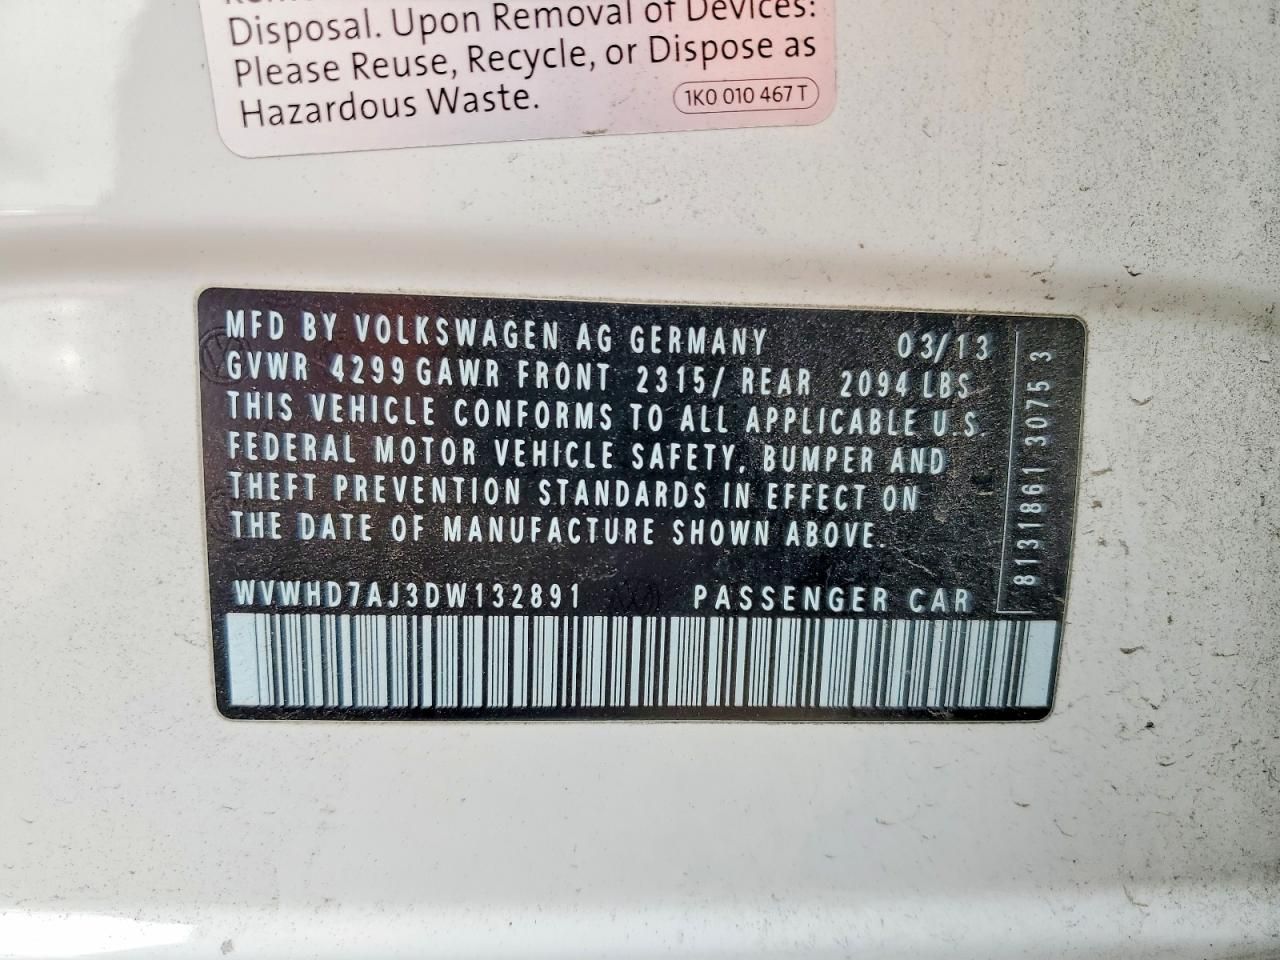 Disposal. Upon Removal of Devices:
Please Reuse, Recycle, or Dispose as
Hazardous Waste.
1K0 010 467 T
MFD BY VOLKSWAGEN AG GERMANY 03/13
GVWR 4299 GAWR FRONT 2315/ REAR 2094 LBS
THIS VEHICLE CONFORMS TO ALL APPLICABLE U.S.
FEDERAL MOTOR VEHICLE SAFETY, BUMPER AND
THEFT PREVENTION STANDARDS IN EFFECT ON
THE DATE OF MANUFACTURE SHOWN ABOVE.
WVWHD7AJ3DW132891 PASSENGER CAR
8131861 3075 3